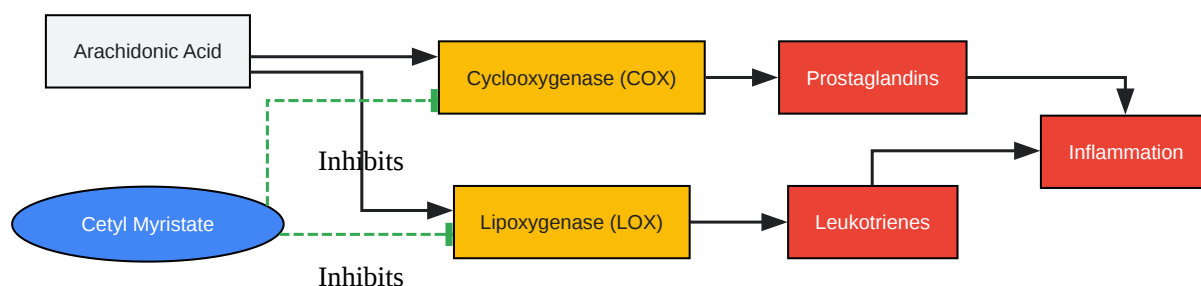 Arachidonic Acid
Cyclooxygenase (COX)
Prostaglandins
Inflammation
Inhibits
Cetyl Myristate
Lipoxygenase (LOX)
Leukotrienes
Inhibits